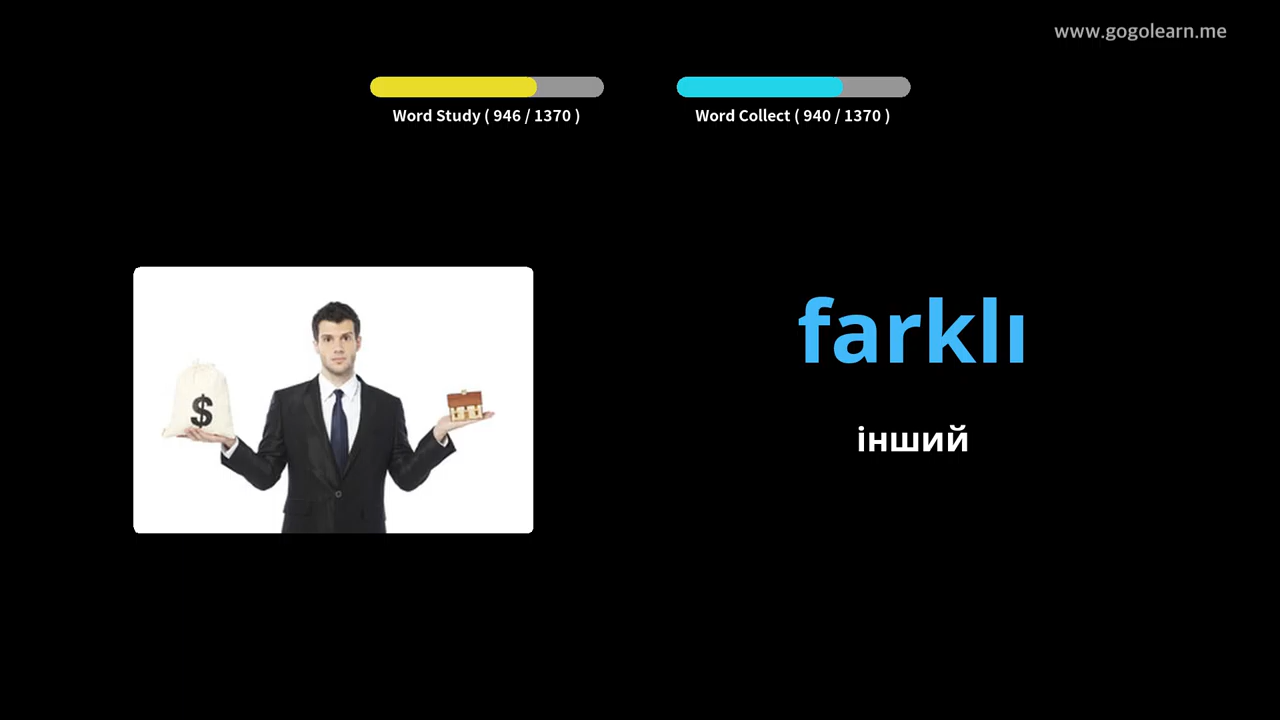 www.gogolearn.me
Word Study ( 946 / 1370 )
Word Collect ( 940 / 1370 )
$
farklı
інший